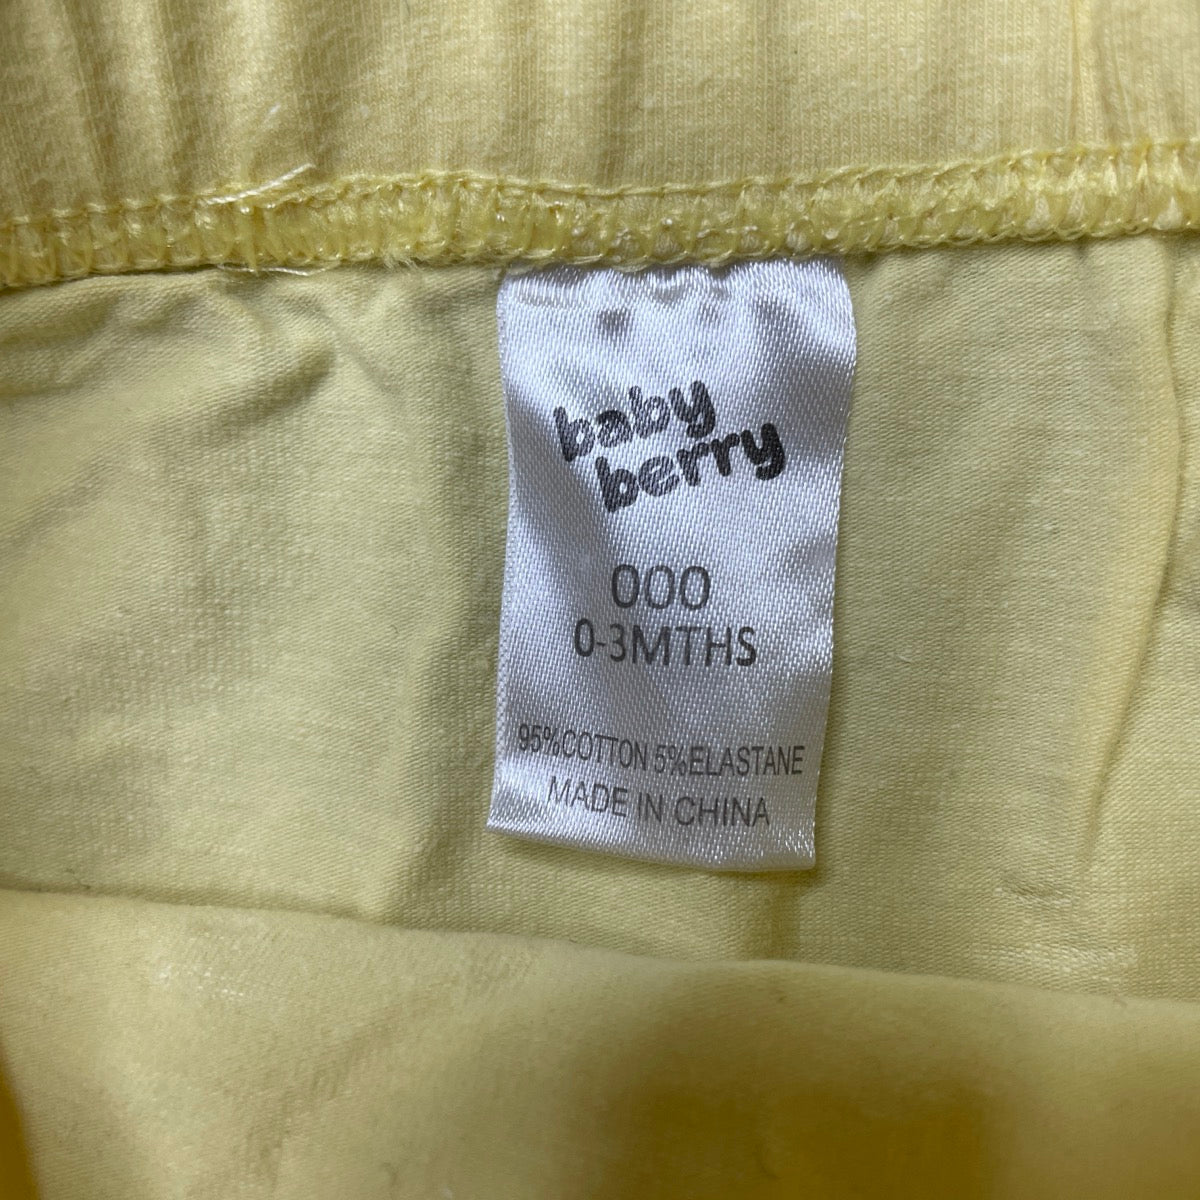 baby
berry
000
0-3MTHS
95%COTTON 5%ELASTANE
MADE IN CHINA